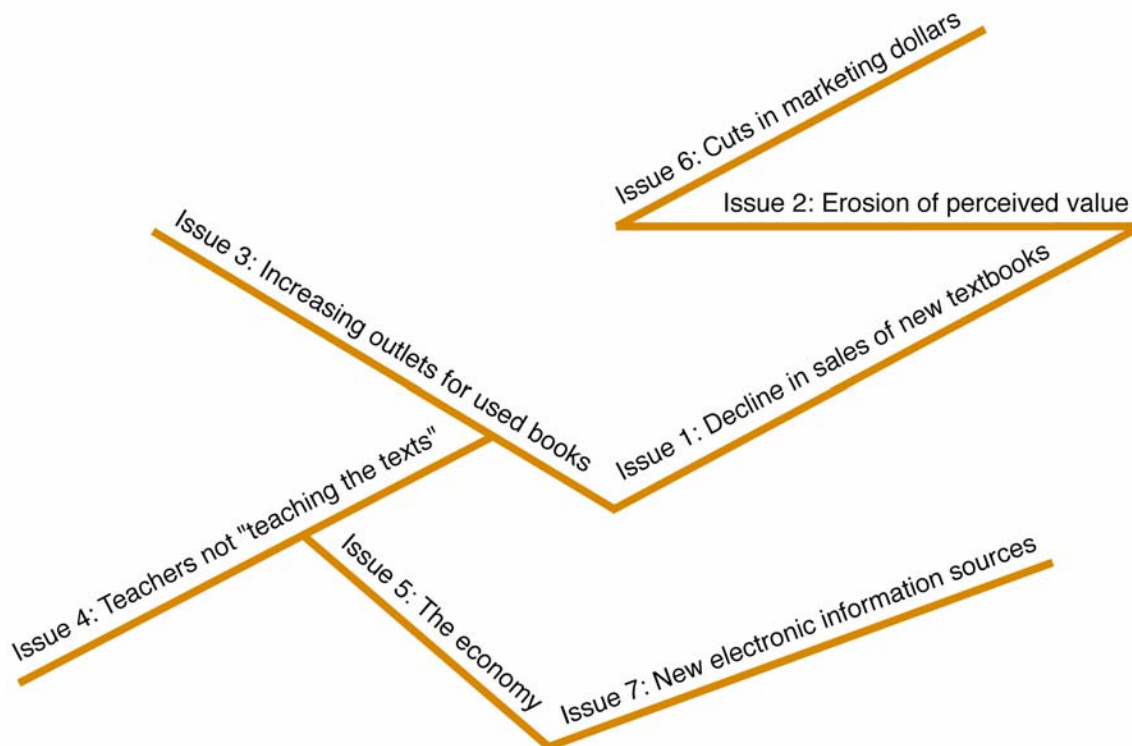 Issue 6: Cuts in marketing dollars
Issue 2: Erosion of perceived value
Issue 3: Increasing outlets for used books
Issue 1: Decline in sales of new textbooks
Issue 4: Teachers not "teaching the texts"
Issue 5: The economy
Issue 7: New electronic information sources